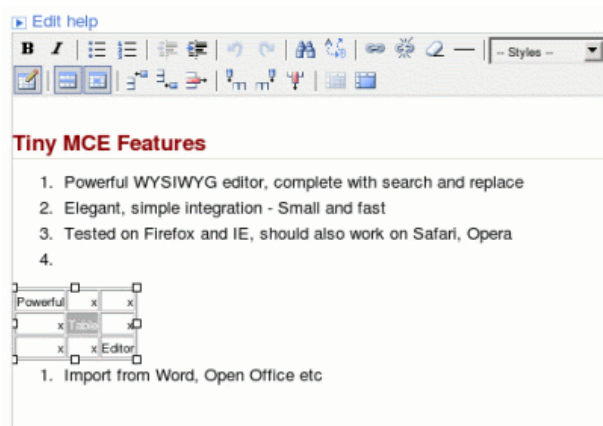 Edit help
B I
-- Styles --
Tiny MCE Features
1. Powerful WYSIWYG editor, complete with search and replace
2. Elegant, simple integration - Small and fast
3. Tested on Firefox and IE, should also work on Safari, Opera
4.
Powerful x x
x Table x
x x Editor
1. Import from Word, Open Office etc